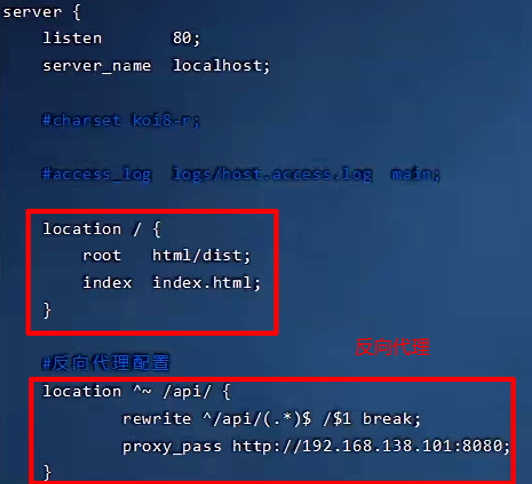 server {
listen 80;
server_name localhost;
#charset koi8-r;
#access_log logs/host.access.log main;
location / {
root html/dist;
index index.html;
}
反向代理
#反向代理配置
location ^~ /api/ {
rewrite ^/api/(.*)$ /$1 break;
proxy_pass http://192.168.138.101:8080;
}